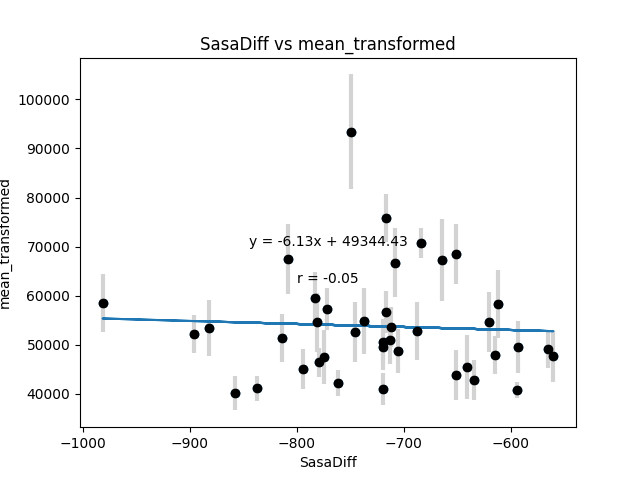 SasaDiff vs mean_transformed
100000
90000
80000
70000
60000
50000
40000
mean_transformed
y = -6.13x + 49344.43
r = -0.05
−1000
−900
−800
−700
−600
SasaDiff